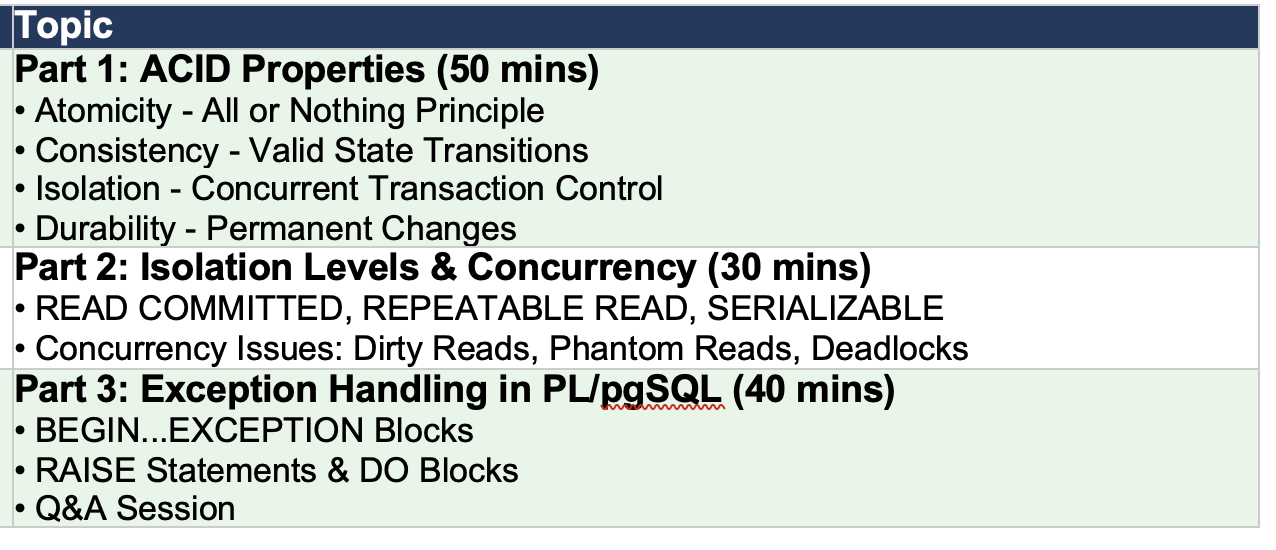 Topic
Part 1: ACID Properties (50 mins)
• Atomicity - All or Nothing Principle
• Consistency - Valid State Transitions
• Isolation - Concurrent Transaction Control
• Durability - Permanent Changes
Part 2: Isolation Levels & Concurrency (30 mins)
• READ COMMITTED, REPEATABLE READ, SERIALIZABLE
• Concurrency Issues: Dirty Reads, Phantom Reads, Deadlocks
Part 3: Exception Handling in PL/pgSQL (40 mins)
• BEGIN...EXCEPTION Blocks
• RAISE Statements & DO Blocks
• Q&A Session